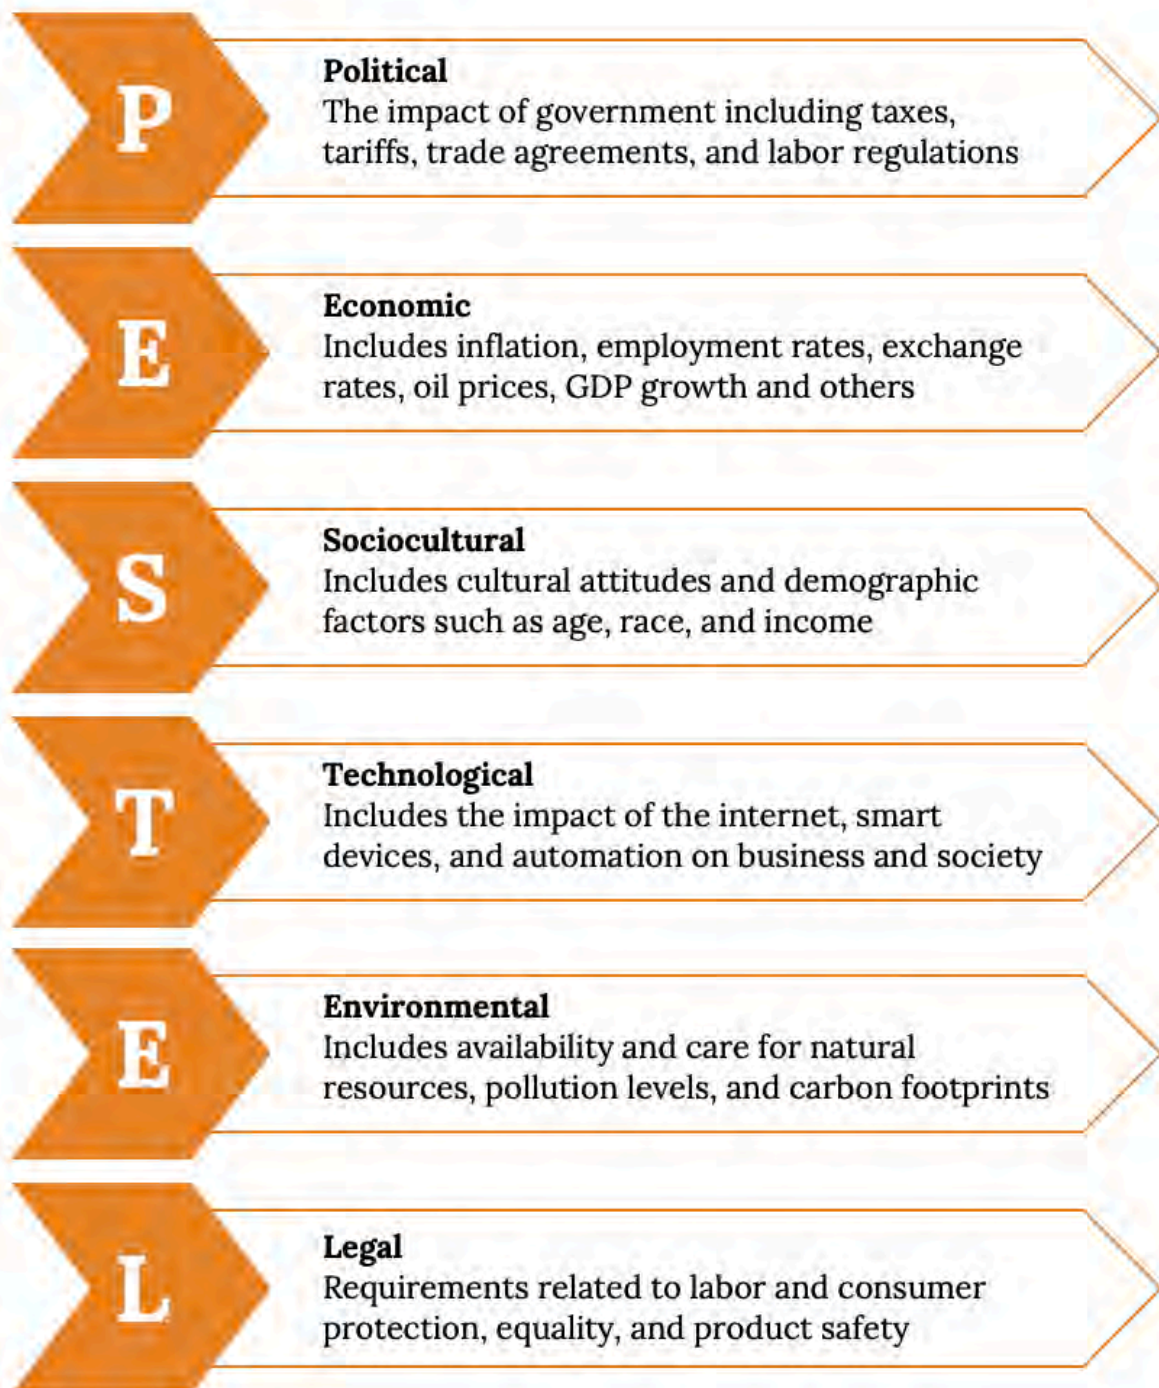 P
Political
The impact of government including taxes,
tariffs, trade agreements, and labor regulations
E
Economic
Includes inflation, employment rates, exchange
rates, oil prices, GDP growth and others
S
Sociocultural
Includes cultural attitudes and demographic
factors such as age, race, and income
T
Technological
Includes the impact of the internet, smart
devices, and automation on business and society
E
Environmental
Includes availability and care for natural
resources, pollution levels, and carbon footprints
L
Legal
Requirements related to labor and consumer
protection, equality, and product safety